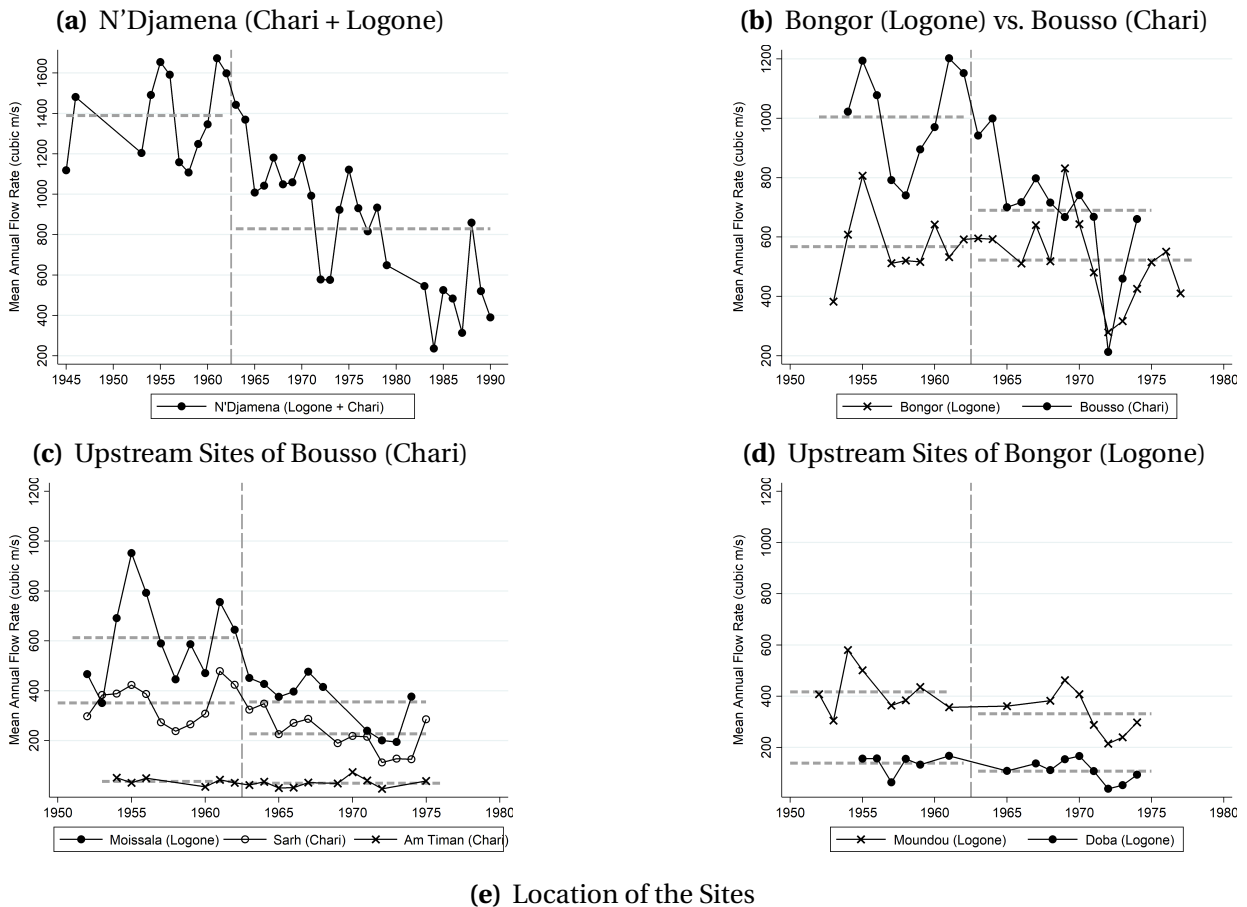 (a) N'Djamena (Chari + Logone)
Mean Annual Flow Rate (cubic m/s)
1600
1400
1200
1000
800
600
400
200
1945 1950 1955 1960 1965 1970 1975 1980 1985 1990
N'Djamena (Logone + Chari)
(b) Bongor (Logone) vs. Bousso (Chari)
Mean Annual Flow Rate (cubic m/s)
1200
1000
800
600
400
200
1950 1955 1960 1965 1970 1975 1980
Bongor (Logone) Bousso (Chari)
(c) Upstream Sites of Bousso (Chari)
Mean Annual Flow Rate (cubic m/s)
1200
1000
800
600
400
200
1950 1955 1960 1965 1970 1975 1980
Moissala (Logone) Sarh (Chari) Am Timan (Chari)
(d) Upstream Sites of Bongor (Logone)
Mean Annual Flow Rate (cubic m/s)
1200
1000
800
600
400
200
1950 1955 1960 1965 1970 1975 1980
Moundou (Logone) Doba (Logone)
(e) Location of the Sites